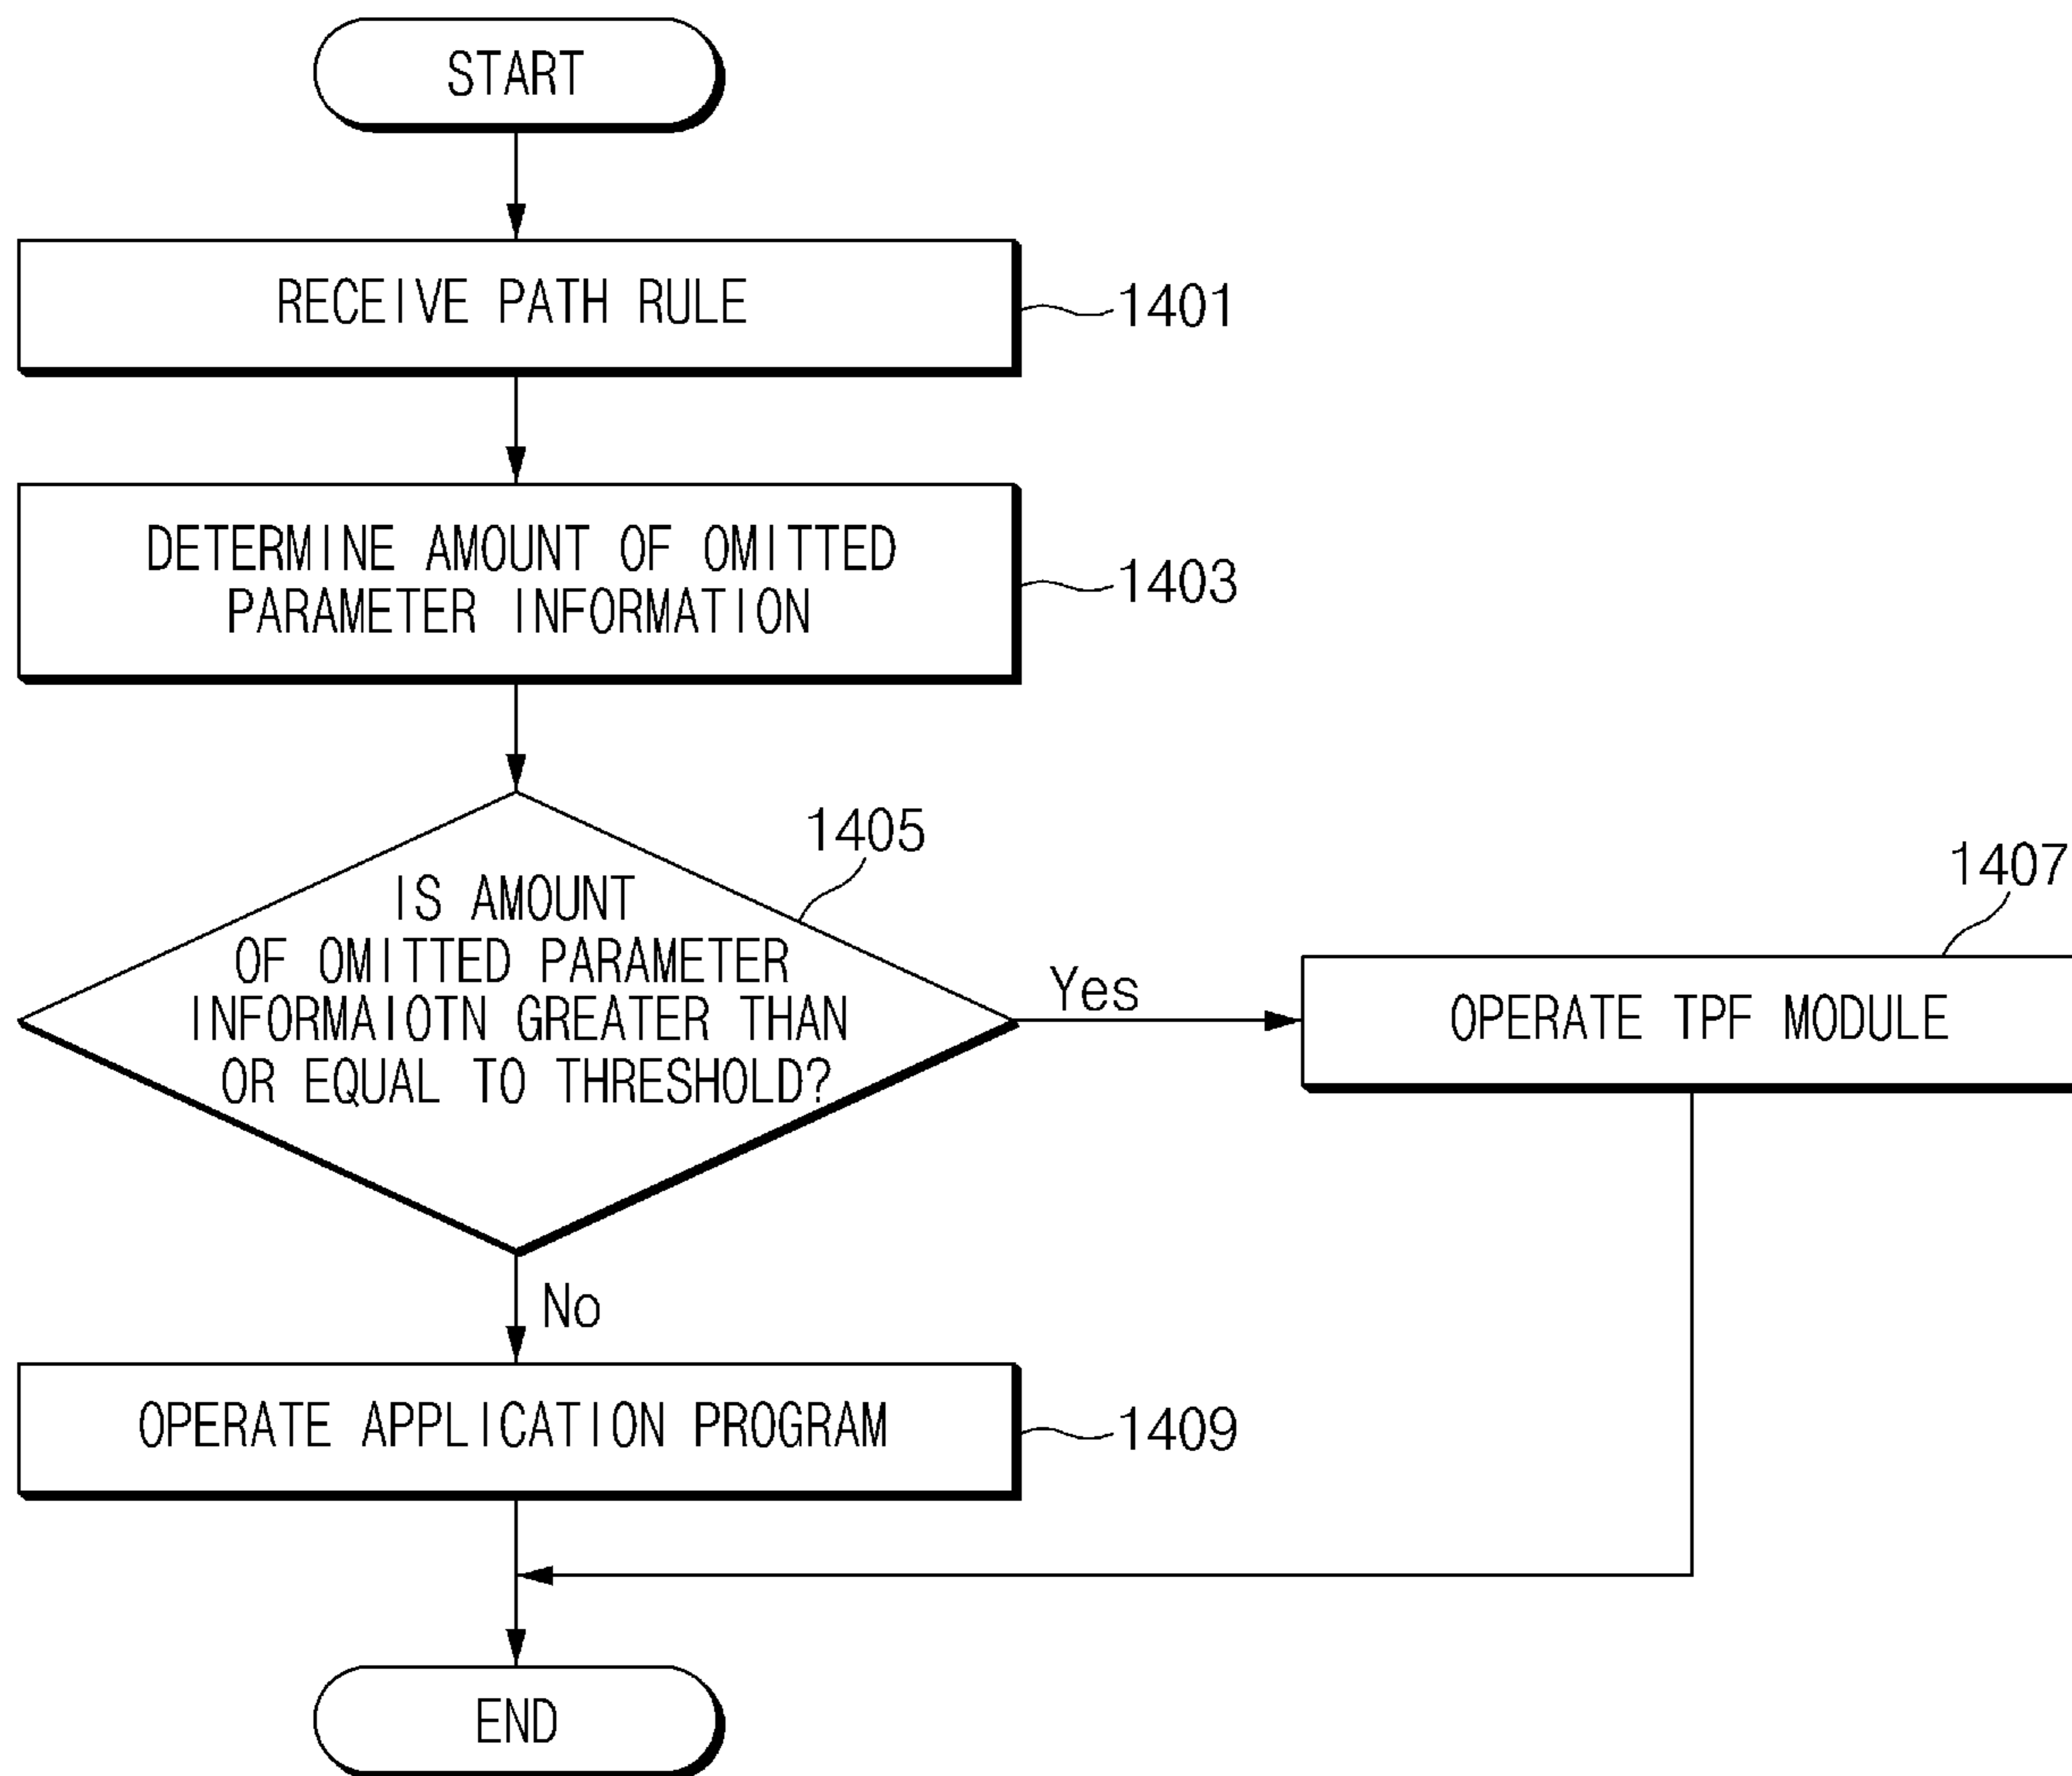 START
RECEIVE PATH RULE
1401
DETERMINE AMOUNT OF OMITTED
PARAMETER INFORMATION
1403
1405
IS AMOUNT
OF OMITTED PARAMETER
INFORMAIOTN GREATER THAN
OR EQUAL TO THRESHOLD?
Yes
1407
OPERATE TPF MODULE
No
OPERATE APPLICATION PROGRAM
1409
END